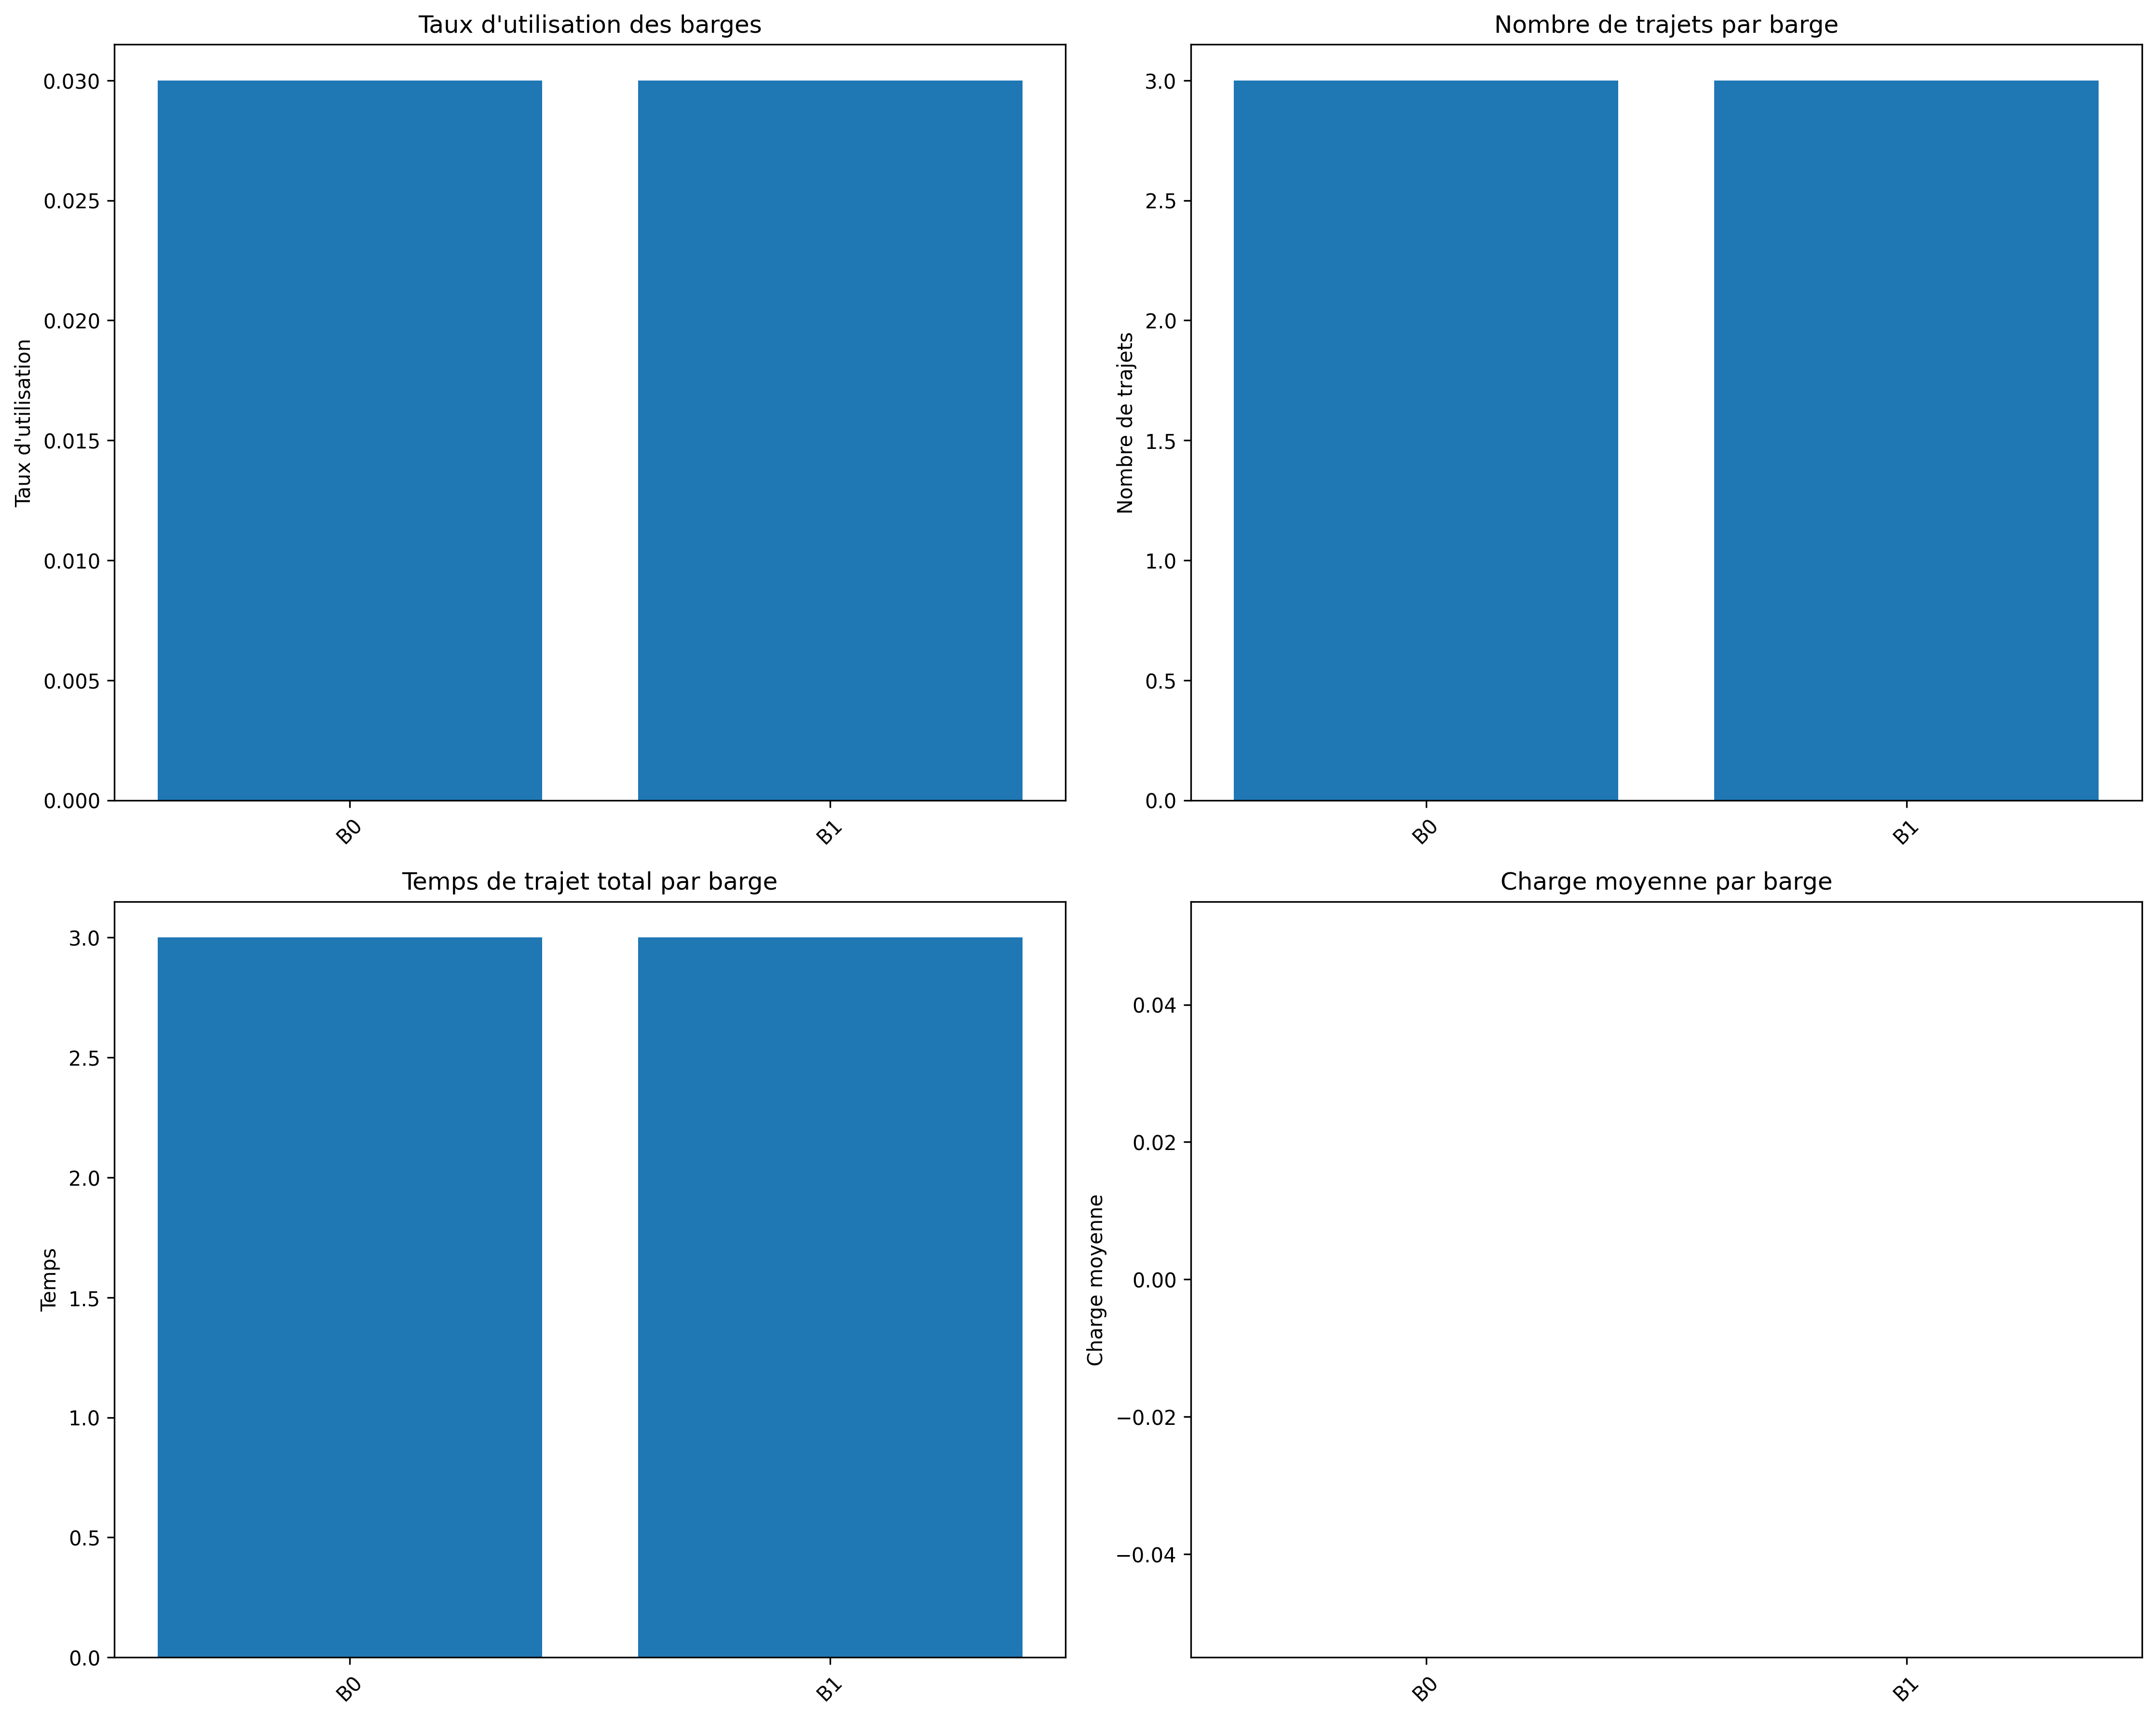 Taux d'utilisation des barges
Taux d'utilisation
0.030
0.025
0.020
0.015
0.010
0.005
0.000
B0 B1
Nombre de trajets par barge
Nombre de trajets
3.0
2.5
2.0
1.5
1.0
0.5
0.0
B0 B1
Temps de trajet total par barge
Temps
3.0
2.5
2.0
1.5
1.0
0.5
0.0
B0 B1
Charge moyenne par barge
Charge moyenne
0.04
0.02
0.00
−0.02
−0.04
B0 B1